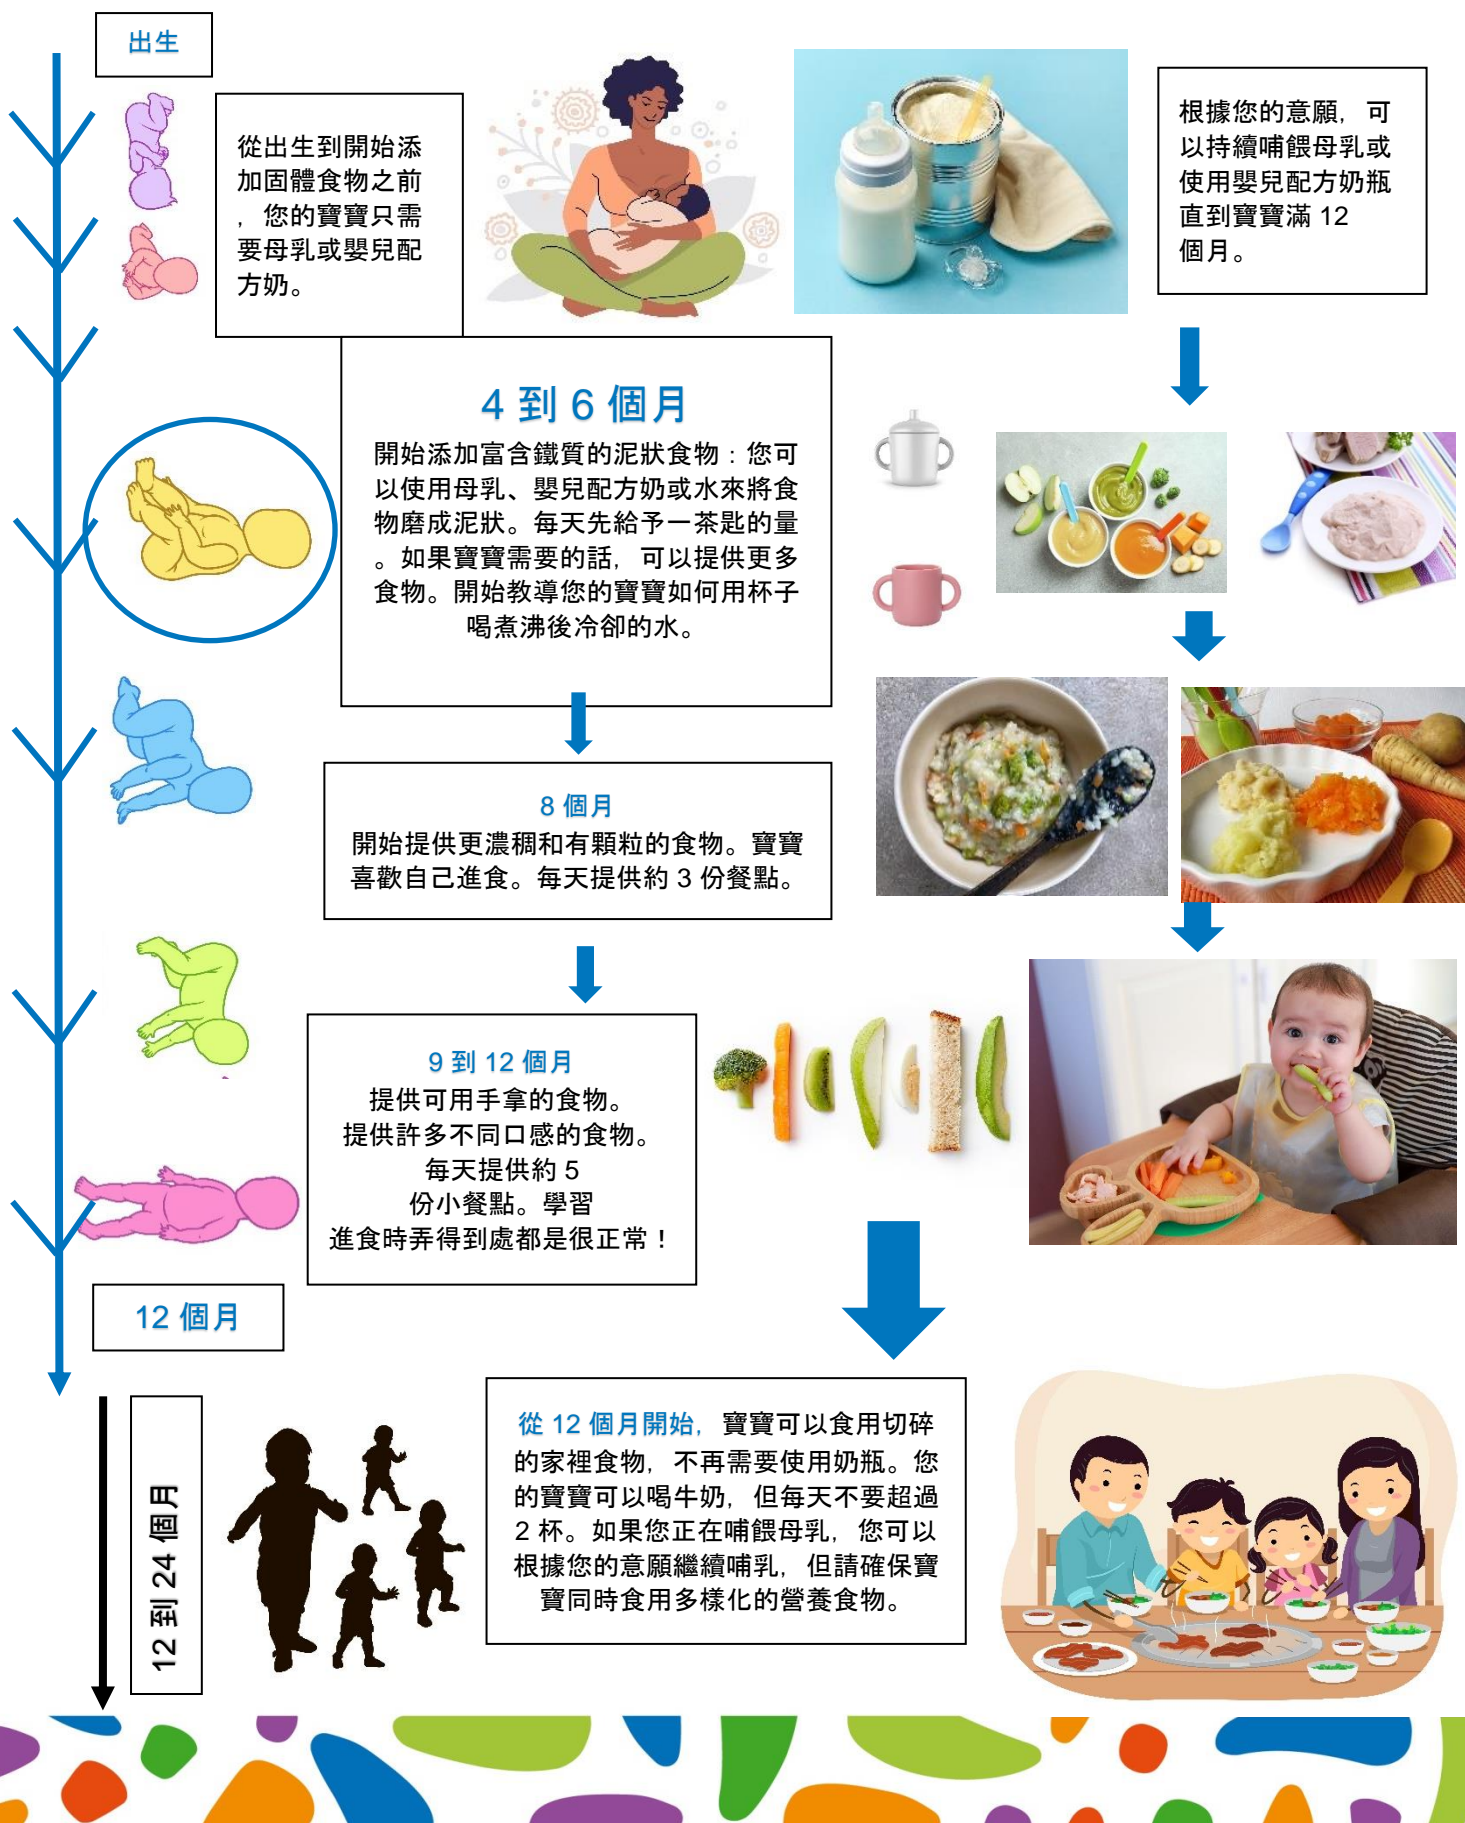 出生
從出生到開始添
加固體食物之前
，您的寶寶只需
要母乳或嬰兒配
方奶。
根據您的意願，可
以持續哺餵母乳或
使用嬰兒配方奶瓶
直到寶寶滿 12
個月。
4 到 6 個月
開始添加富含鐵質的泥狀食物：您可
以使用母乳、嬰兒配方奶或水來將食
物磨成泥狀。每天先給予一茶匙的量
。如果寶寶需要的話，可以提供更多
食物。開始教導您的寶寶如何用杯子
喝煮沸後冷卻的水。
8 個月
開始提供更濃稠和有顆粒的食物。寶寶
喜歡自己進食。每天提供約 3 份餐點。
9 到 12 個月
提供可用手拿的食物。
提供許多不同口感的食物。
每天提供約 5
份小餐點。學習
進食時弄得到處都是很正常！
12 個月
12 到 24 個月
從 12 個月開始，寶寶可以食用切碎
的家裡食物，不再需要使用奶瓶。您
的寶寶可以喝牛奶，但每天不要超過
2 杯。如果您正在哺餵母乳，您可以
根據您的意願繼續哺乳，但請確保寶
寶同時食用多樣化的營養食物。